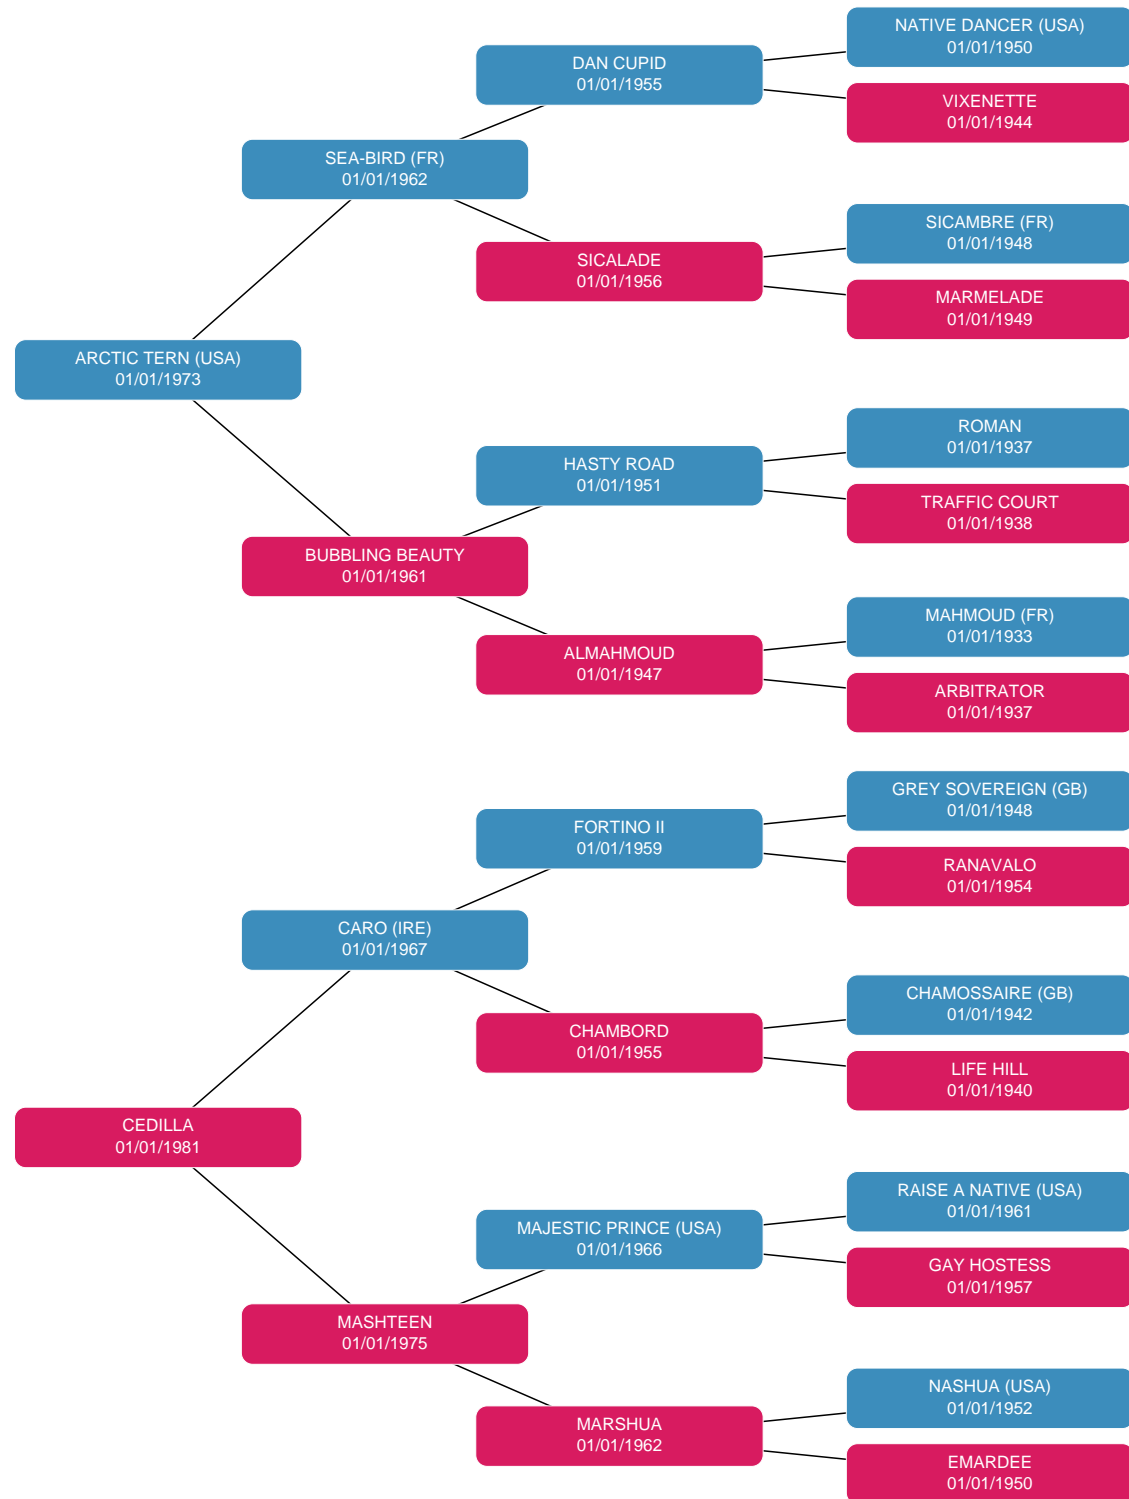 NATIVE DANCER (USA)
01/01/1950
DAN CUPID
01/01/1955
VIXENETTE
01/01/1944
SEA-BIRD (FR)
01/01/1962
SICAMBRE (FR)
01/01/1948
SICALADE
01/01/1956
MARMELADE
01/01/1949
ARCTIC TERN (USA)
01/01/1973
ROMAN
01/01/1937
HASTY ROAD
01/01/1951
TRAFFIC COURT
01/01/1938
BUBBLING BEAUTY
01/01/1961
MAHMOUD (FR)
01/01/1933
ALMAHMOUD
01/01/1947
ARBITRATOR
01/01/1937
GREY SOVEREIGN (GB)
01/01/1948
FORTINO II
01/01/1959
RANAVALO
01/01/1954
CARO (IRE)
01/01/1967
CHAMOSSAIRE (GB)
01/01/1942
CHAMBORD
01/01/1955
LIFE HILL
01/01/1940
CEDILLA
01/01/1981
RAISE A NATIVE (USA)
01/01/1961
MAJESTIC PRINCE (USA)
01/01/1966
GAY HOSTESS
01/01/1957
MASHTEEN
01/01/1975
NASHUA (USA)
01/01/1952
MARSHUA
01/01/1962
EMARDEE
01/01/1950